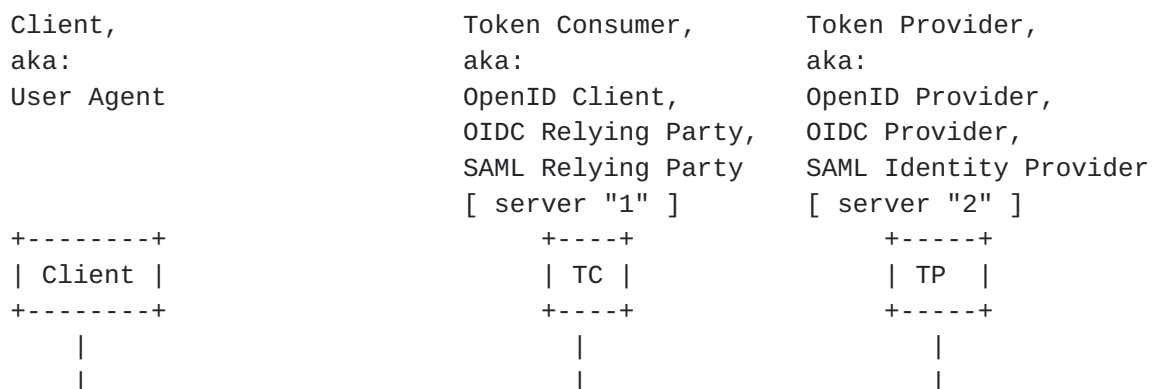 Client,                   Token Consumer,      Token Provider,
aka:                      aka:                 aka:
User Agent                OpenID Client,       OpenID Provider,
                          OIDC Relying Party,  OIDC Provider,
                          SAML Relying Party   SAML Identity Provider
                          [ server "1" ]       [ server "2" ]
+--------+                     +----+              +-----+
| Client |                     | TC |              | TP  |
+--------+                     +----+              +-----+
    |                            |                    |
    |                            |                    |